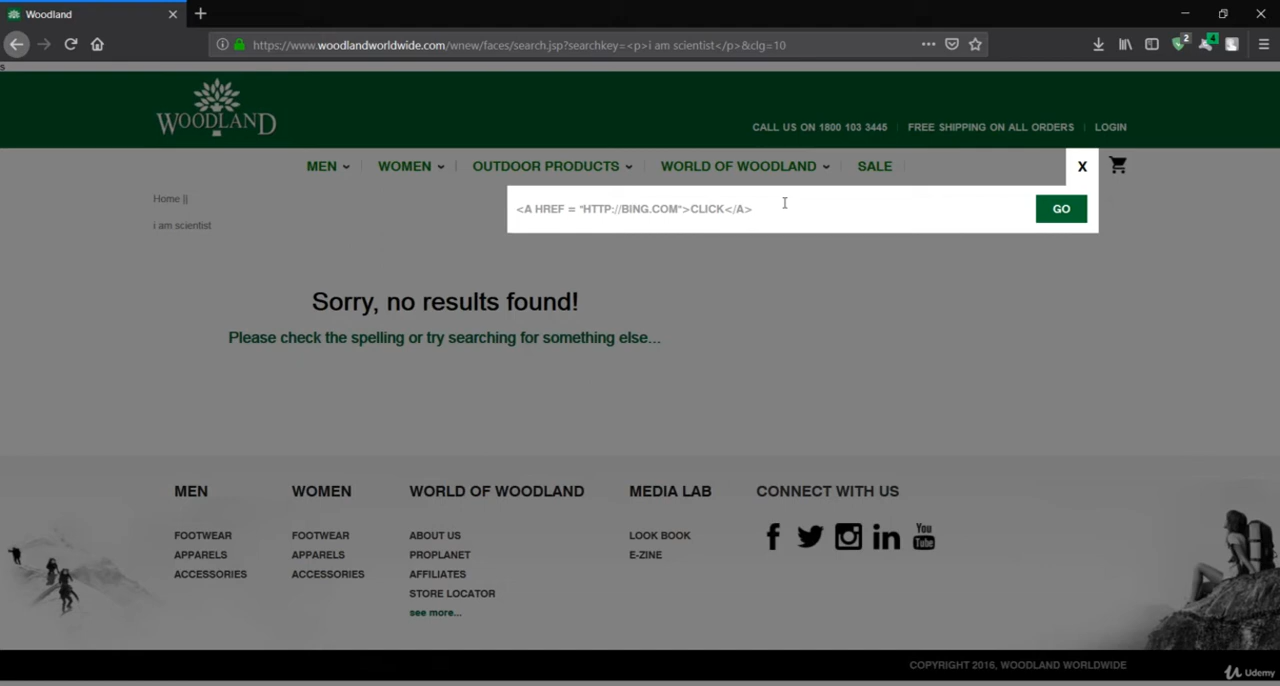 Woodland
https://www.woodlandworldwide.com/wnew/faces/search.jsp?searchkey=<p>i am scientist</p>&clg=10
2
4
s
WOODLAND
CALL US ON 1800 103 3445
FREE SHIPPING ON ALL ORDERS
LOGIN
MEN
WOMEN
OUTDOOR PRODUCTS
WORLD OF WOODLAND
SALE
X
Home ||
<A HREF = "HTTP://BING.COM">CLICK</A>
GO
i am scientist
Sorry, no results found!
Please check the spelling or try searching for something else...
MEN
WOMEN
WORLD OF WOODLAND
MEDIA LAB
CONNECT WITH US
FOOTWEAR
FOOTWEAR
ABOUT US
LOOK BOOK
You
Tube
APPARELS
APPARELS
PROPLANET
E-ZINE
ACCESSORIES
ACCESSORIES
AFFILIATES
STORE LOCATOR
see more...
COPYRIGHT 2016, WOODLAND WORLDWIDE
Udemy